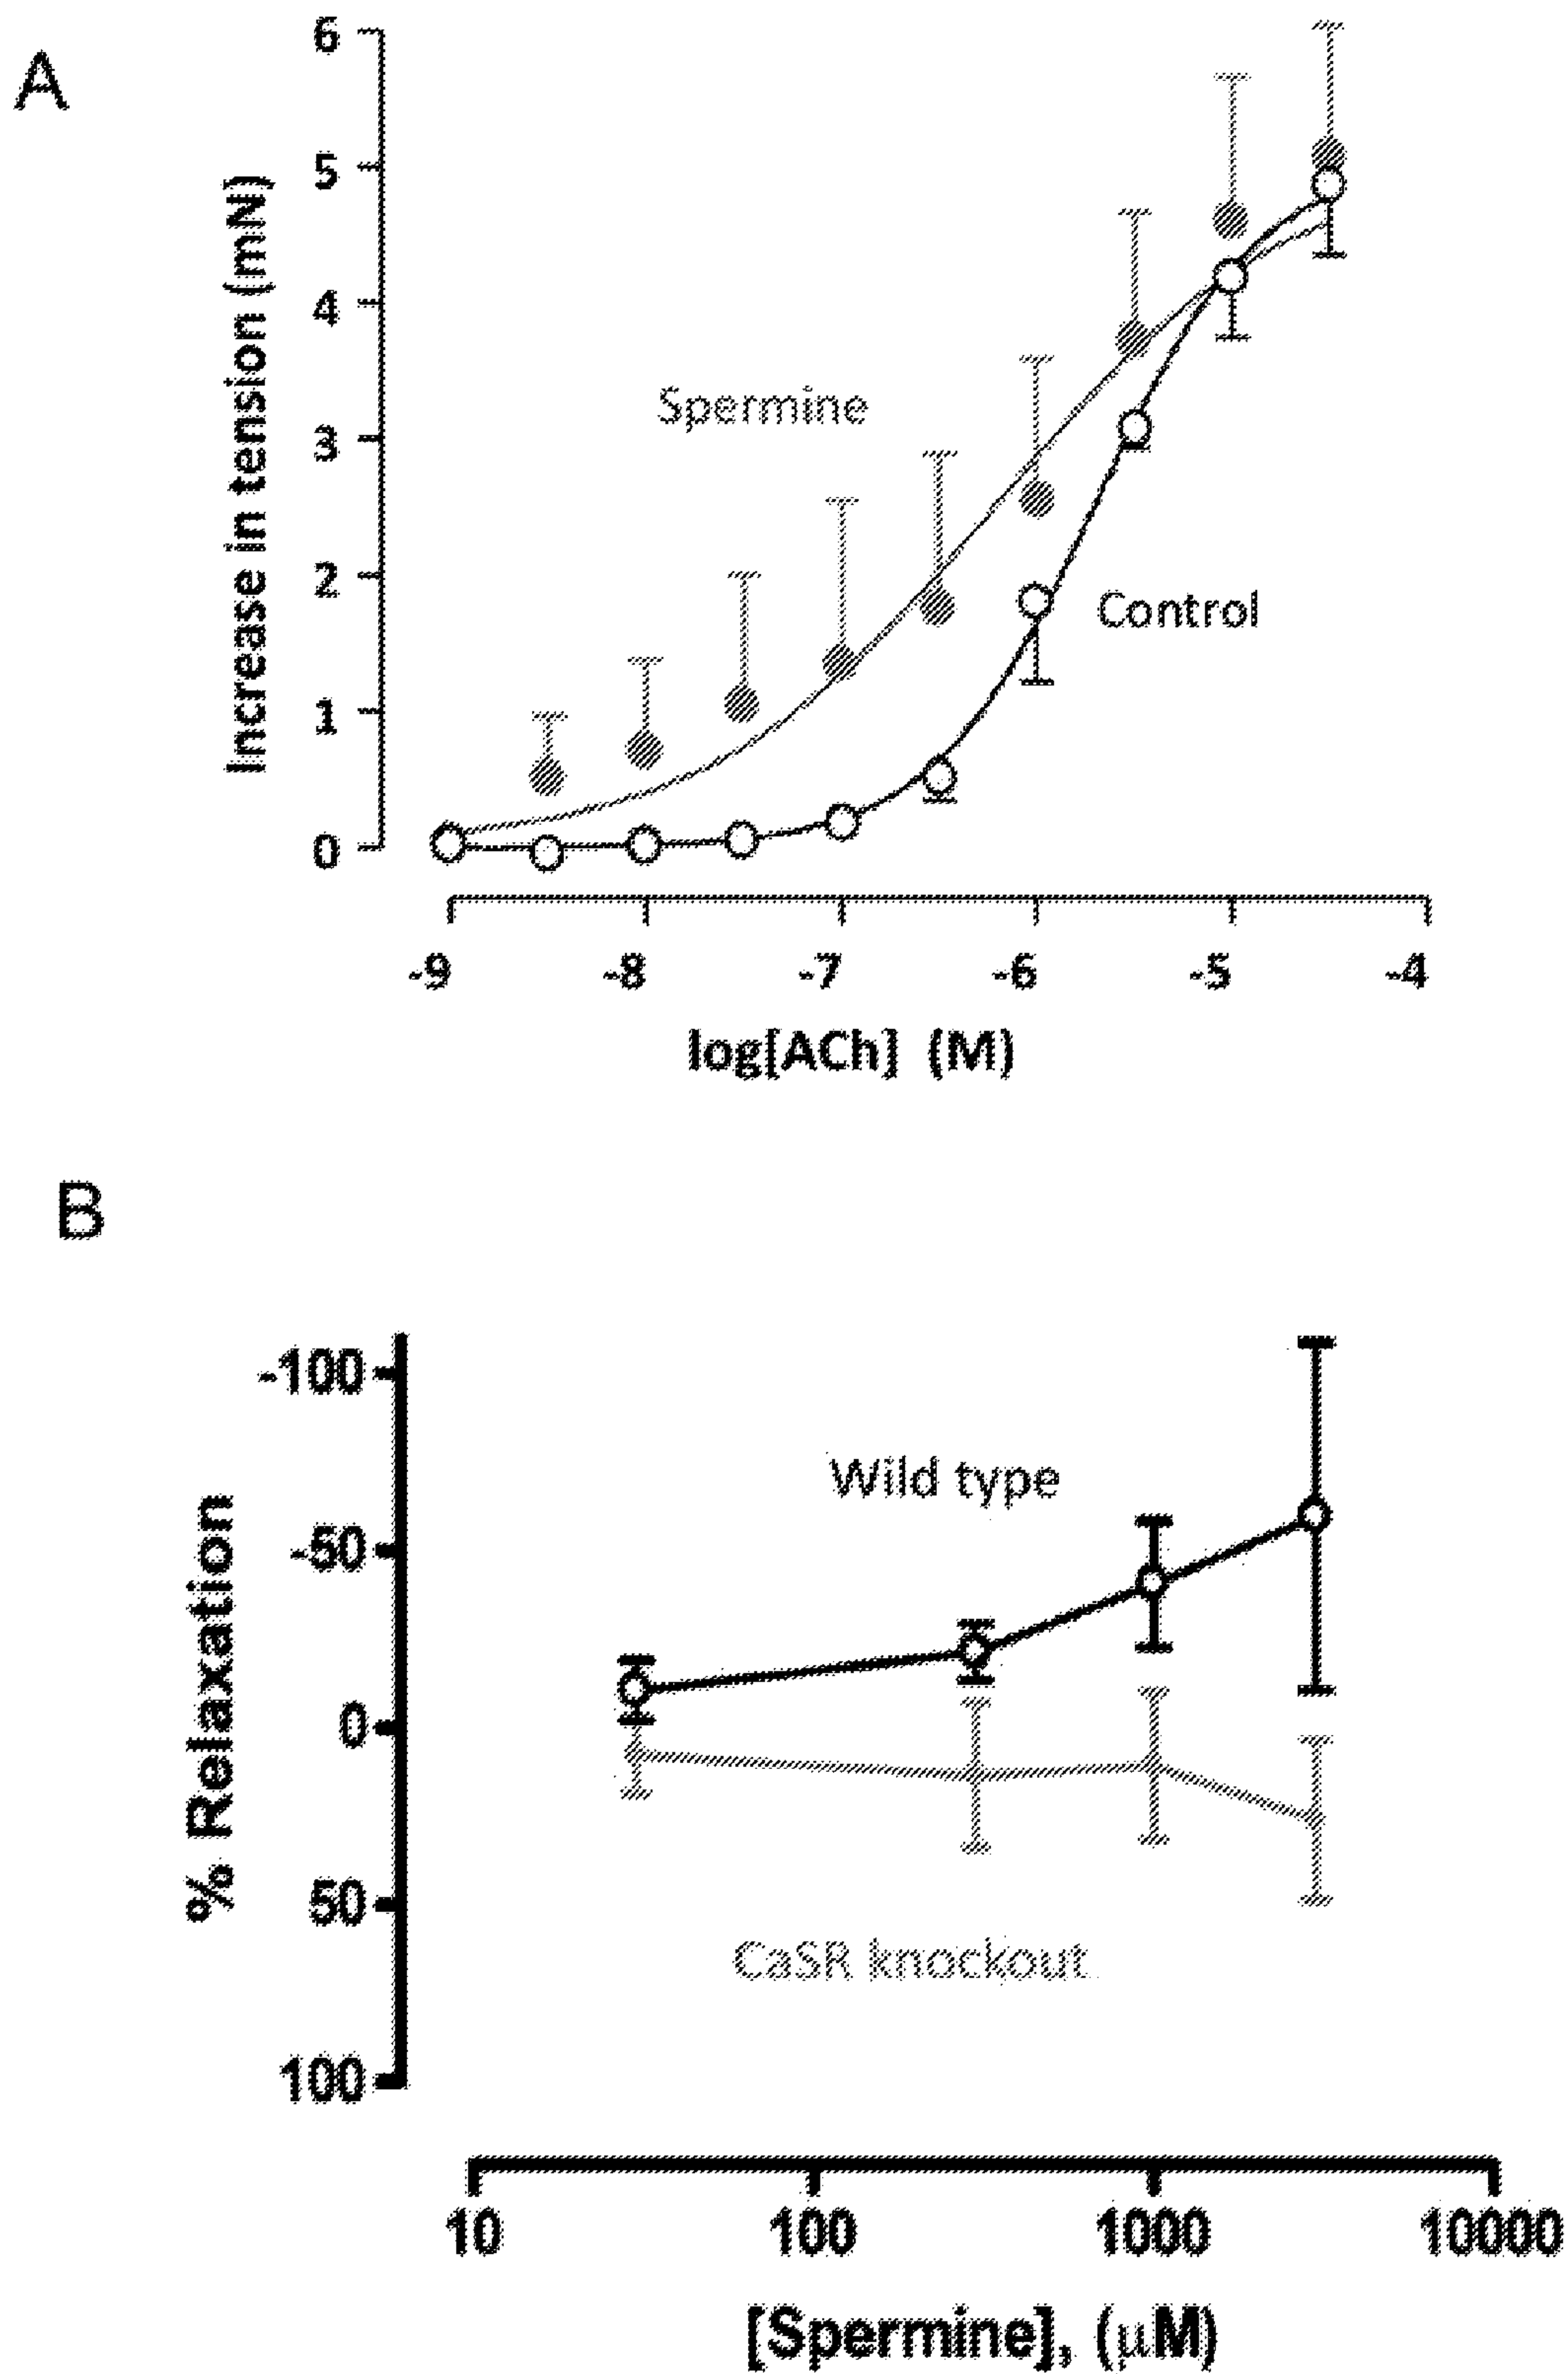 A
6
5
4
3
2
1
0
Increase in tension (mN)
Spermine
Control
-9 -8 -7 -6 -5 -4
log[ACh] (M)
B
-100
-50
0
50
100
% Relaxation
Wild type
CaSR knockout
10 100 1000 10000
[Spermine], (μM)